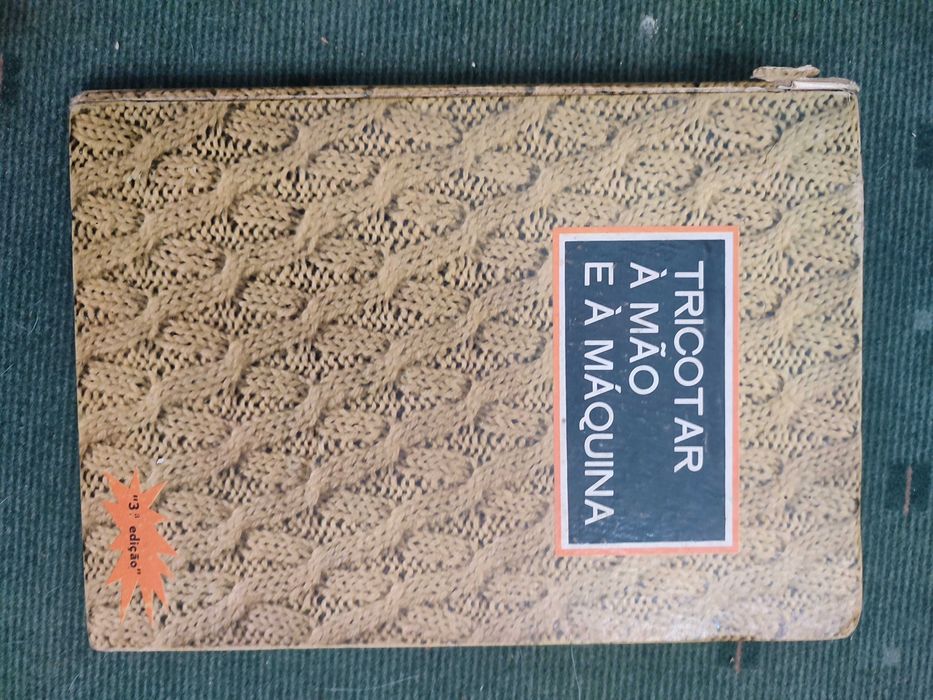 TRICOTAR
À MÃO
E À MÁQUINA
"3.ª edição"